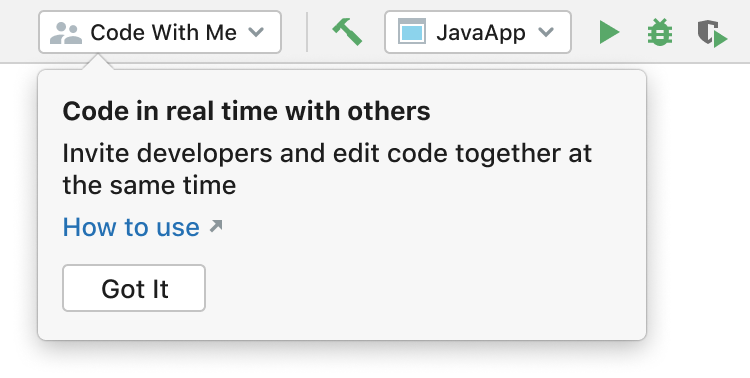 Code With Me
JavaApp
Code in real time with others
Invite developers and edit code together at
the same time
How to use
Got It